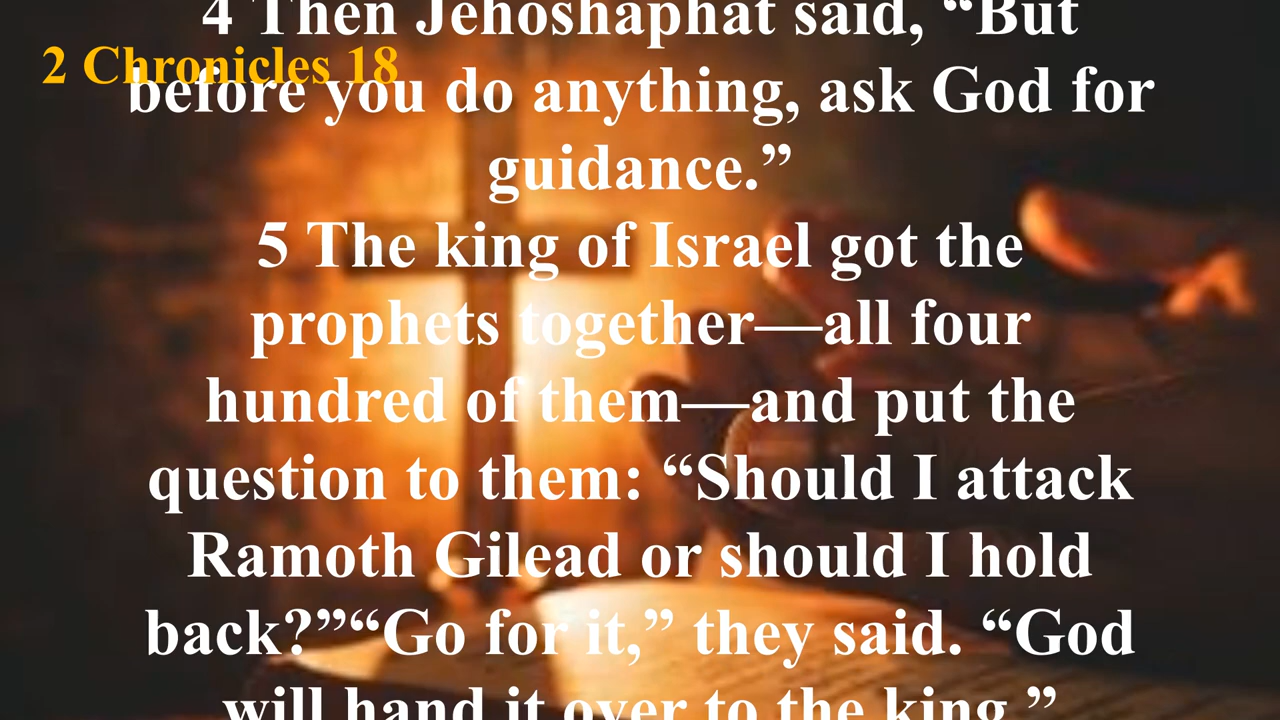 4 Then Jehoshaphat said, “But
2 Chronicles 18
before you do anything, ask God for
guidance.”
5 The king of Israel got the
prophets together—all four
hundred of them—and put the
question to them: “Should I attack
Ramoth Gilead or should I hold
back?”“Go for it,” they said. “God
will hand it over to the king.”